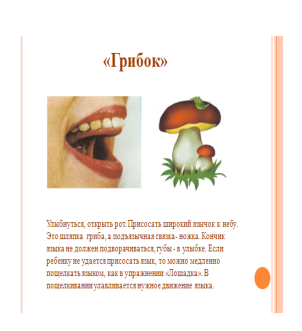 «Грибок»
Улыбнуться, открыть рот. Присосать широкий язычок к небу.
Это шляпка гриба, а подъязычная связка- ножка. Кончик
языка не должен подворачиваться, губы - в улыбке. Если
ребенку не удается присосать язык, то можно медленно
пощелкать языком, как в упражнении «Лошадка». В
пощелкивании улавливается нужное движение языка.